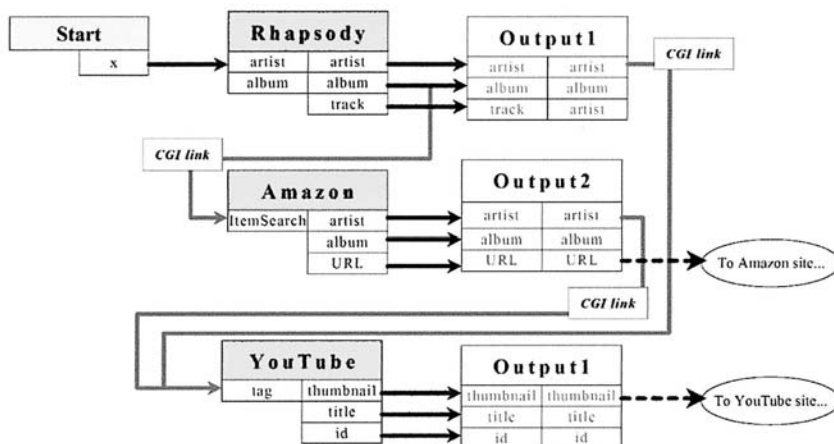 Start
x
Rhapsody
artist artist
album album
track
Output1
artist artist
album album
track artist
CGI link
CGI link
Amazon
ItemSearch artist
album
URL
Output2
artist artist
album album
URL URL
To Amazon site...
CGI link
YouTube
tag thumbnail
title
id
Output1
thumbnail thumbnail
title title
id id
To YouTube site...